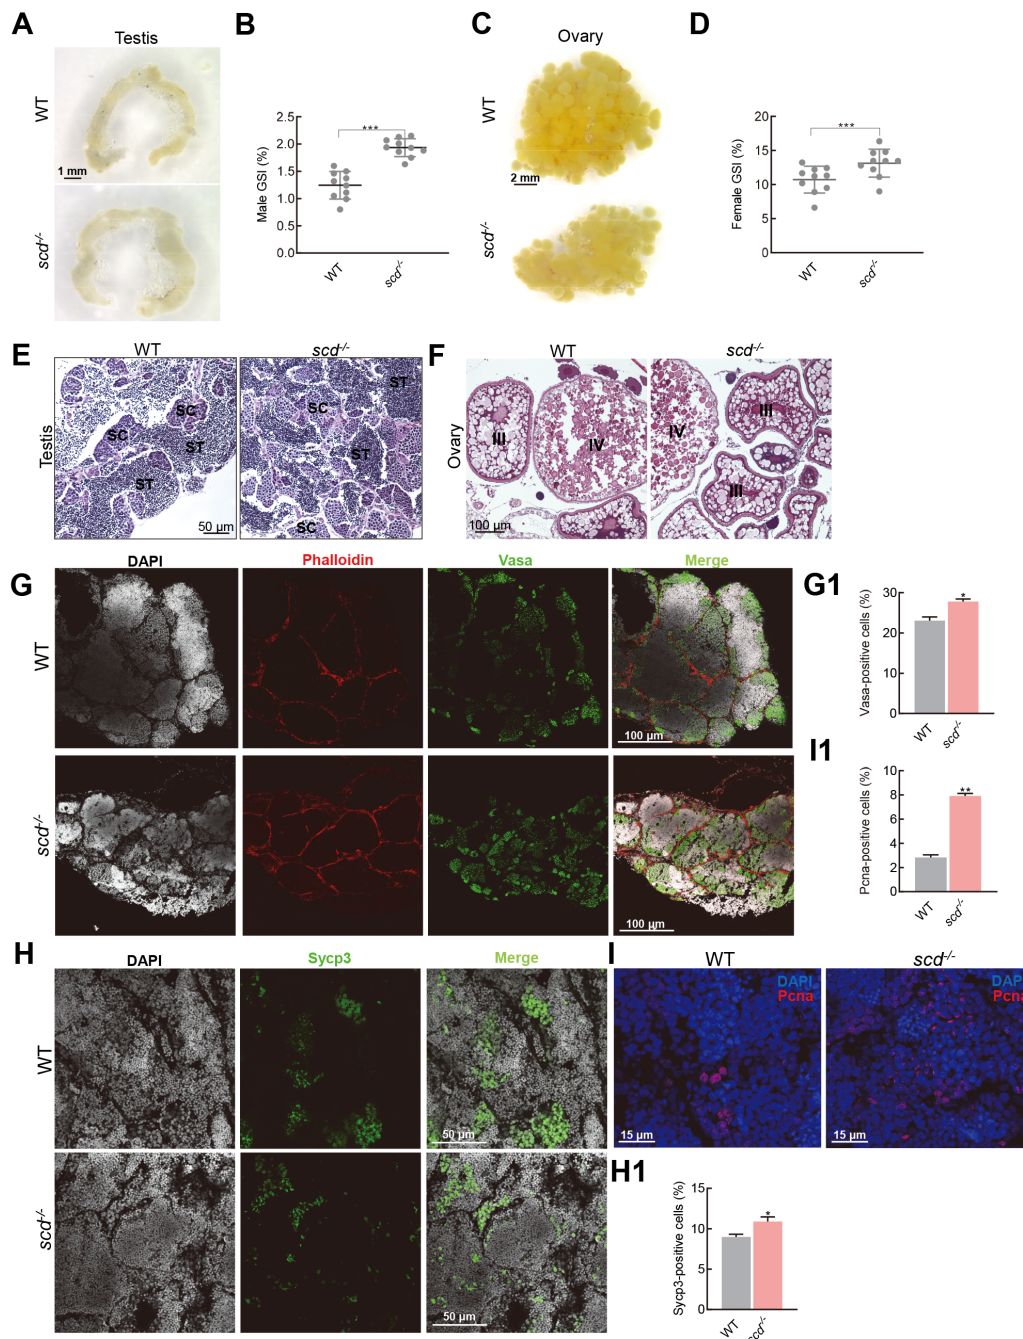 A
Testis
WT
1 mm
scd-/-
B
Male GSI (%)
2.5
2.0
1.5
1.0
0.5
0.0
***
WT
scd-/-
C
Ovary
WT
2 mm
scd-/-
D
Female GSI (%)
20
15
10
5
0
***
WT
scd-/-
E
WT
scd-/-
Testis
SC
SC
ST
ST
50 μm
ST
SC
ST
SC
F
WT
scd-/-
Ovary
III
IV
100 μm
IV
III
III
G
DAPI
Phalloidin
Vasa
Merge
WT
100 μm
scd-/-
100 μm
G1
Vasa-positive cells (%)
30
20
10
0
*
WT
scd-/-
I1
Pcna-positive cells (%)
8
6
4
2
0
**
WT
scd-/-
H
DAPI
Sycp3
Merge
WT
50 μm
scd-/-
50 μm
I
WT
scd-/-
DAPI
Pcna
15 μm
DAP
Pcna
15 μm
H1
Sycp3-positive cells (%)
15
10
5
0
*
WT
scd-/-